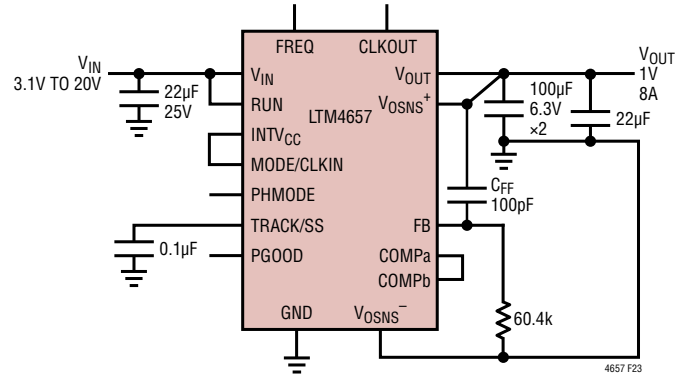 FREQ CLKOUT
V_IN
3.1V TO 20V
22µF
25V
V_IN
RUN
INTV_CC
MODE/CLKIN
PHMODE
TRACK/SS
0.1µF
PGOOD
GND
LTM4657
V_OUT
V_OSNS^+
FB
COMPa
COMPb
V_OSNS^–
C_FF
100pF
100µF
6.3V
×2
22µF
V_OUT
1V
8A
60.4k
4657 F23